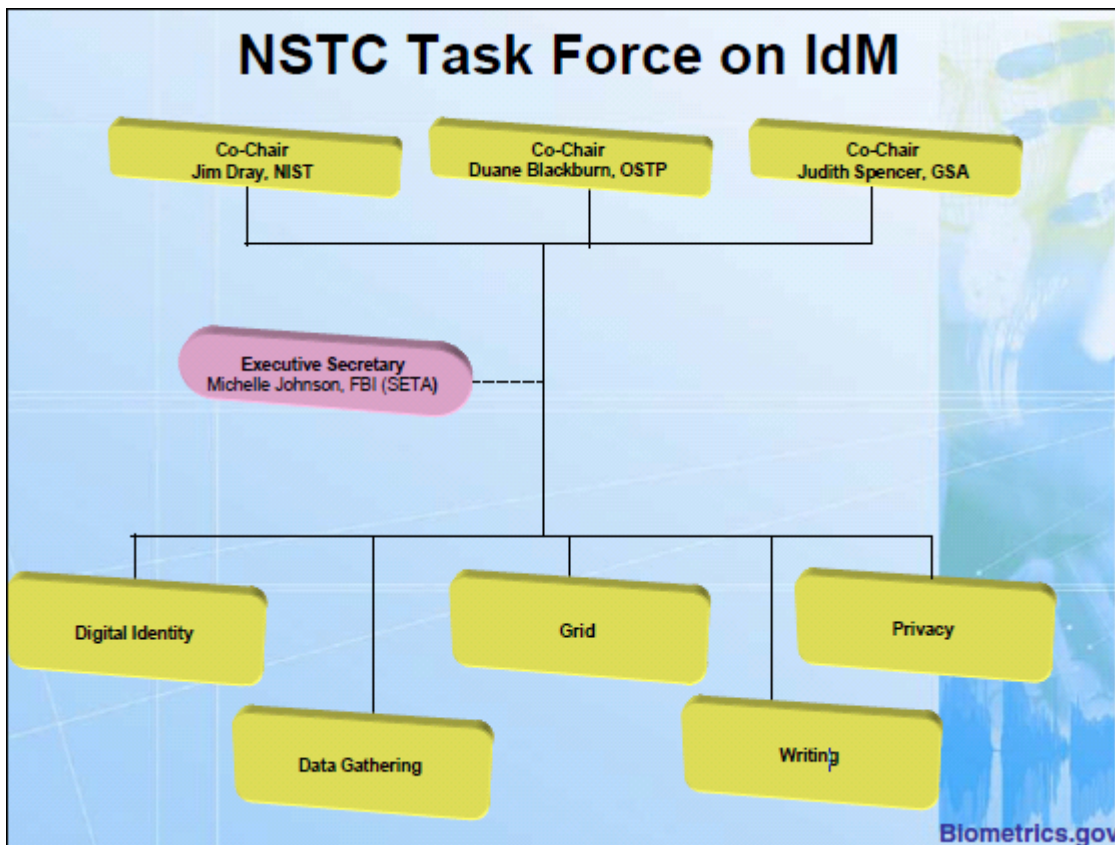 NSTC Task Force on IdM
Co-Chair
Jim Dray, NIST
Co-Chair
Duane Blackburn, OSTP
Co-Chair
Judith Spencer, GSA
Executive Secretary
Michelle Johnson, FBI (SETA)
Digital Identity
Grid
Privacy
Data Gathering
Writing
Biometrics.gov